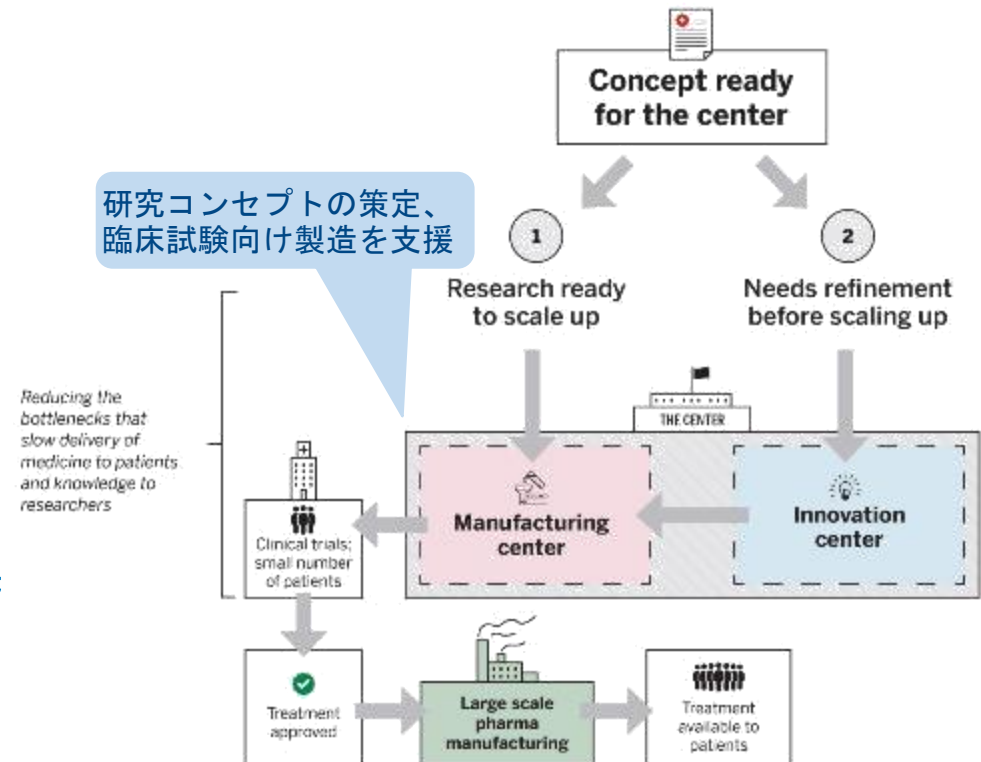 Concept ready
for the center
研究コンセプトの策定、
臨床試験向け製造を支援
1
2
Research ready
to scale up
Needs refinement
before scaling up
Reducing the
bottlenecks that
slow delivery of
medicine to patients
and knowledge to
researchers
THE CENTER
Manufacturing
center
Innovation
center
Clinical trials;
small number
of patients
Treatment
approved
Large scale
pharma
manufacturing
Treatment
available to
patients